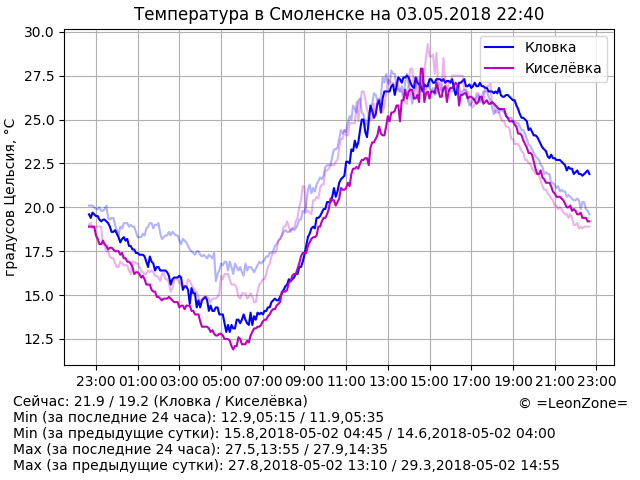 Температура в Смоленске на 03.05.2018 22:40
градусов Цельсия, °C
30.0
27.5
25.0
22.5
20.0
17.5
15.0
12.5
Кловка
Киселёвка
23:00 01:00 03:00 05:00 07:00 09:00 11:00 13:00 15:00 17:00 19:00 21:00 23:00
Сейчас: 21.9 / 19.2 (Кловка / Киселёвка)
© =LeonZone=
Min (за последние 24 часа): 12.9,05:15 / 11.9,05:35
Min (за предыдущие сутки): 15.8,2018-05-02 04:45 / 14.6,2018-05-02 04:00
Max (за последние 24 часа): 27.5,13:55 / 27.9,14:35
Max (за предыдущие сутки): 27.8,2018-05-02 13:10 / 29.3,2018-05-02 14:55